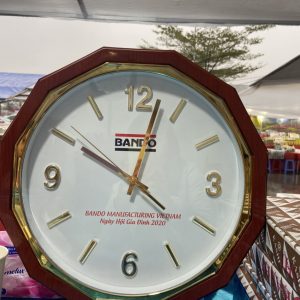 12
BANDO
9
3
BANDO MANUFACTURING VIETNAM
Ngày Hội Gia Đình 2020
6